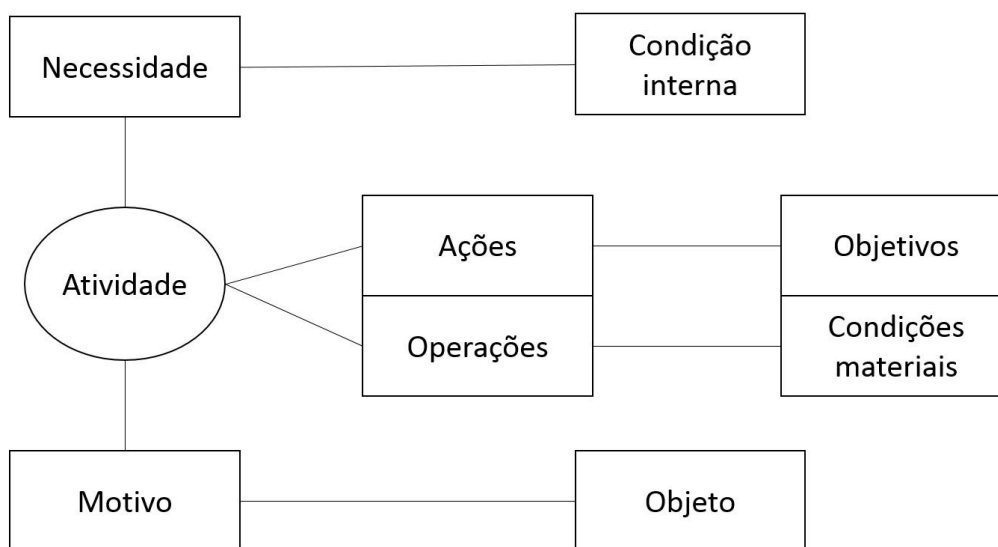 Necessidade
Condição
interna
Atividade
Ações
Objetivos
Operações
Condições
materiais
Motivo
Objeto